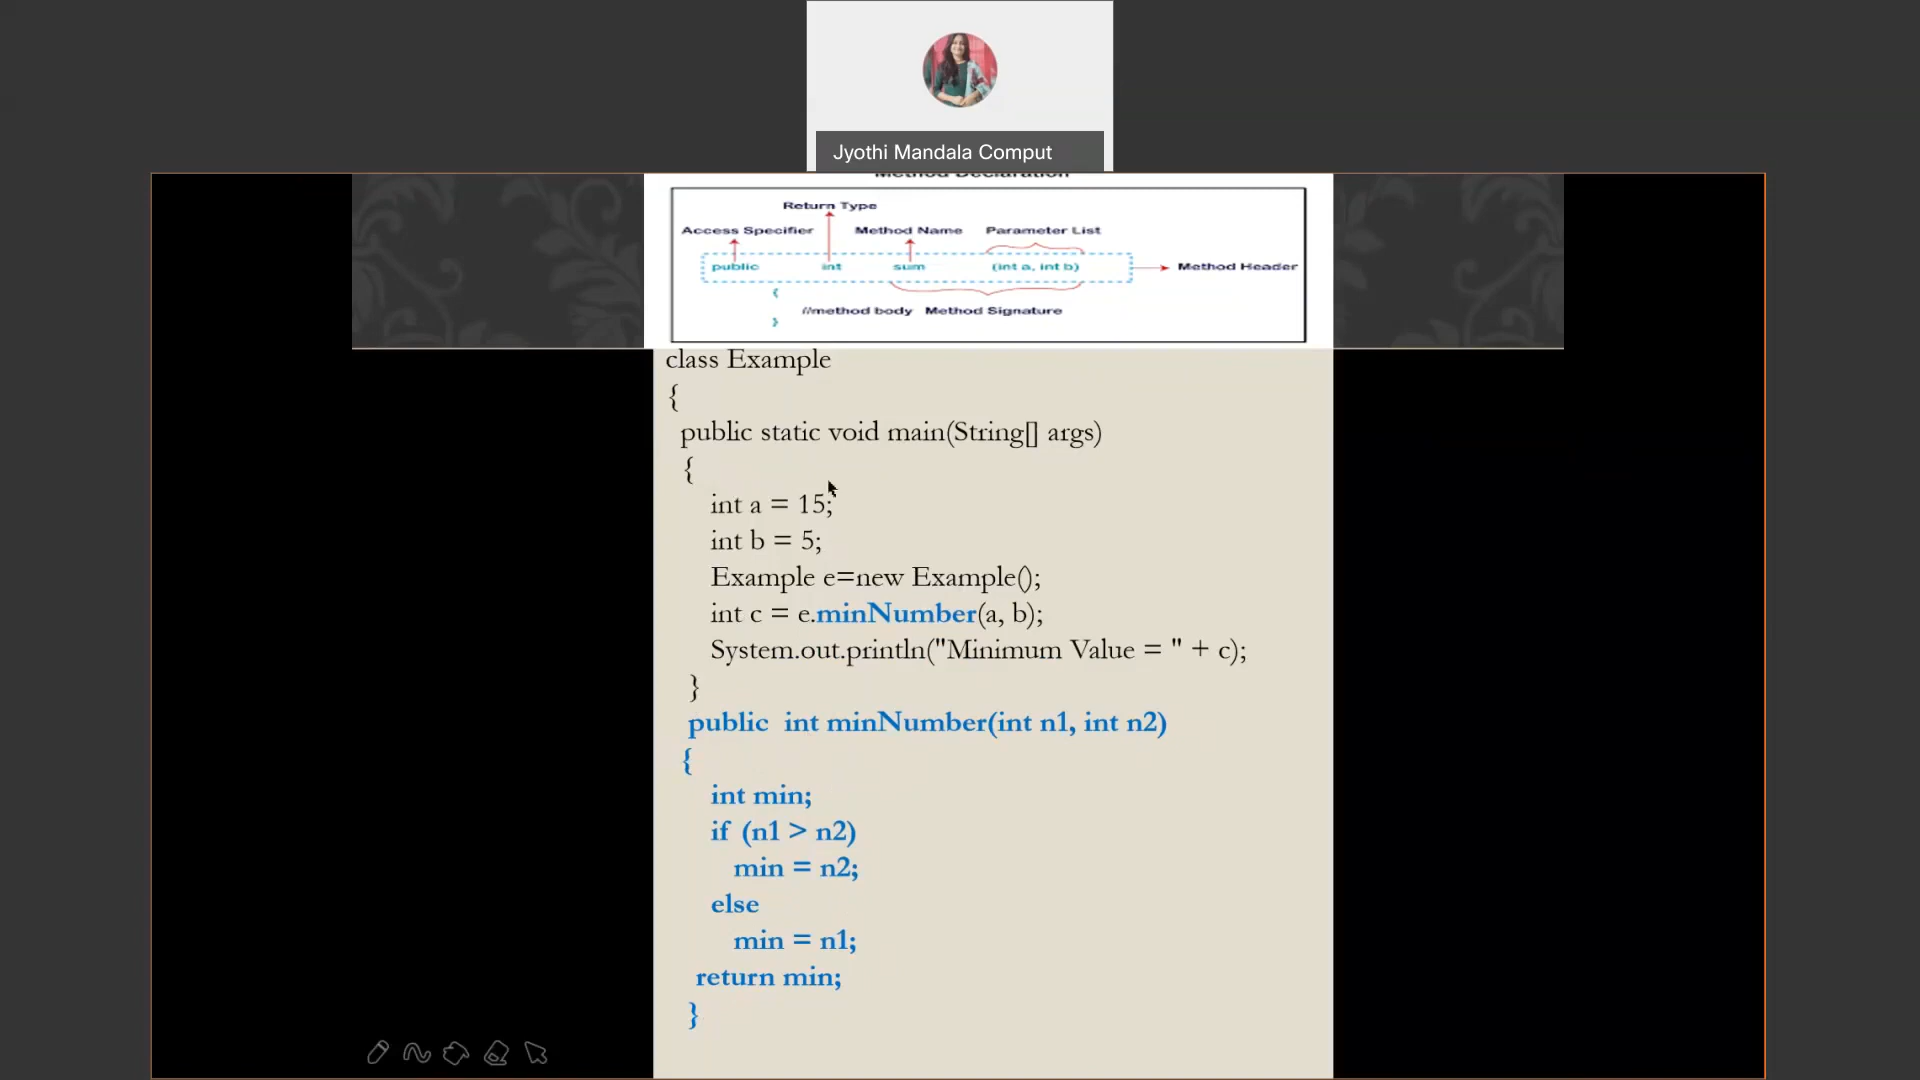 Jyothi Mandala Comput
Method Declaration
Return Type
Access Specifier Method Name Parameter List
public int sum (int a, int b) Method Header
{
//method body Method Signature
}
class Example
{
public static void main(String[] args)
{
int a = 15;
int b = 5;
Example e=new Example();
int c = e.minNumber(a, b);
System.out.println("Minimum Value = " + c);
}
public int minNumber(int n1, int n2)
{
int min;
if (n1 > n2)
min = n2;
else
min = n1;
return min;
}